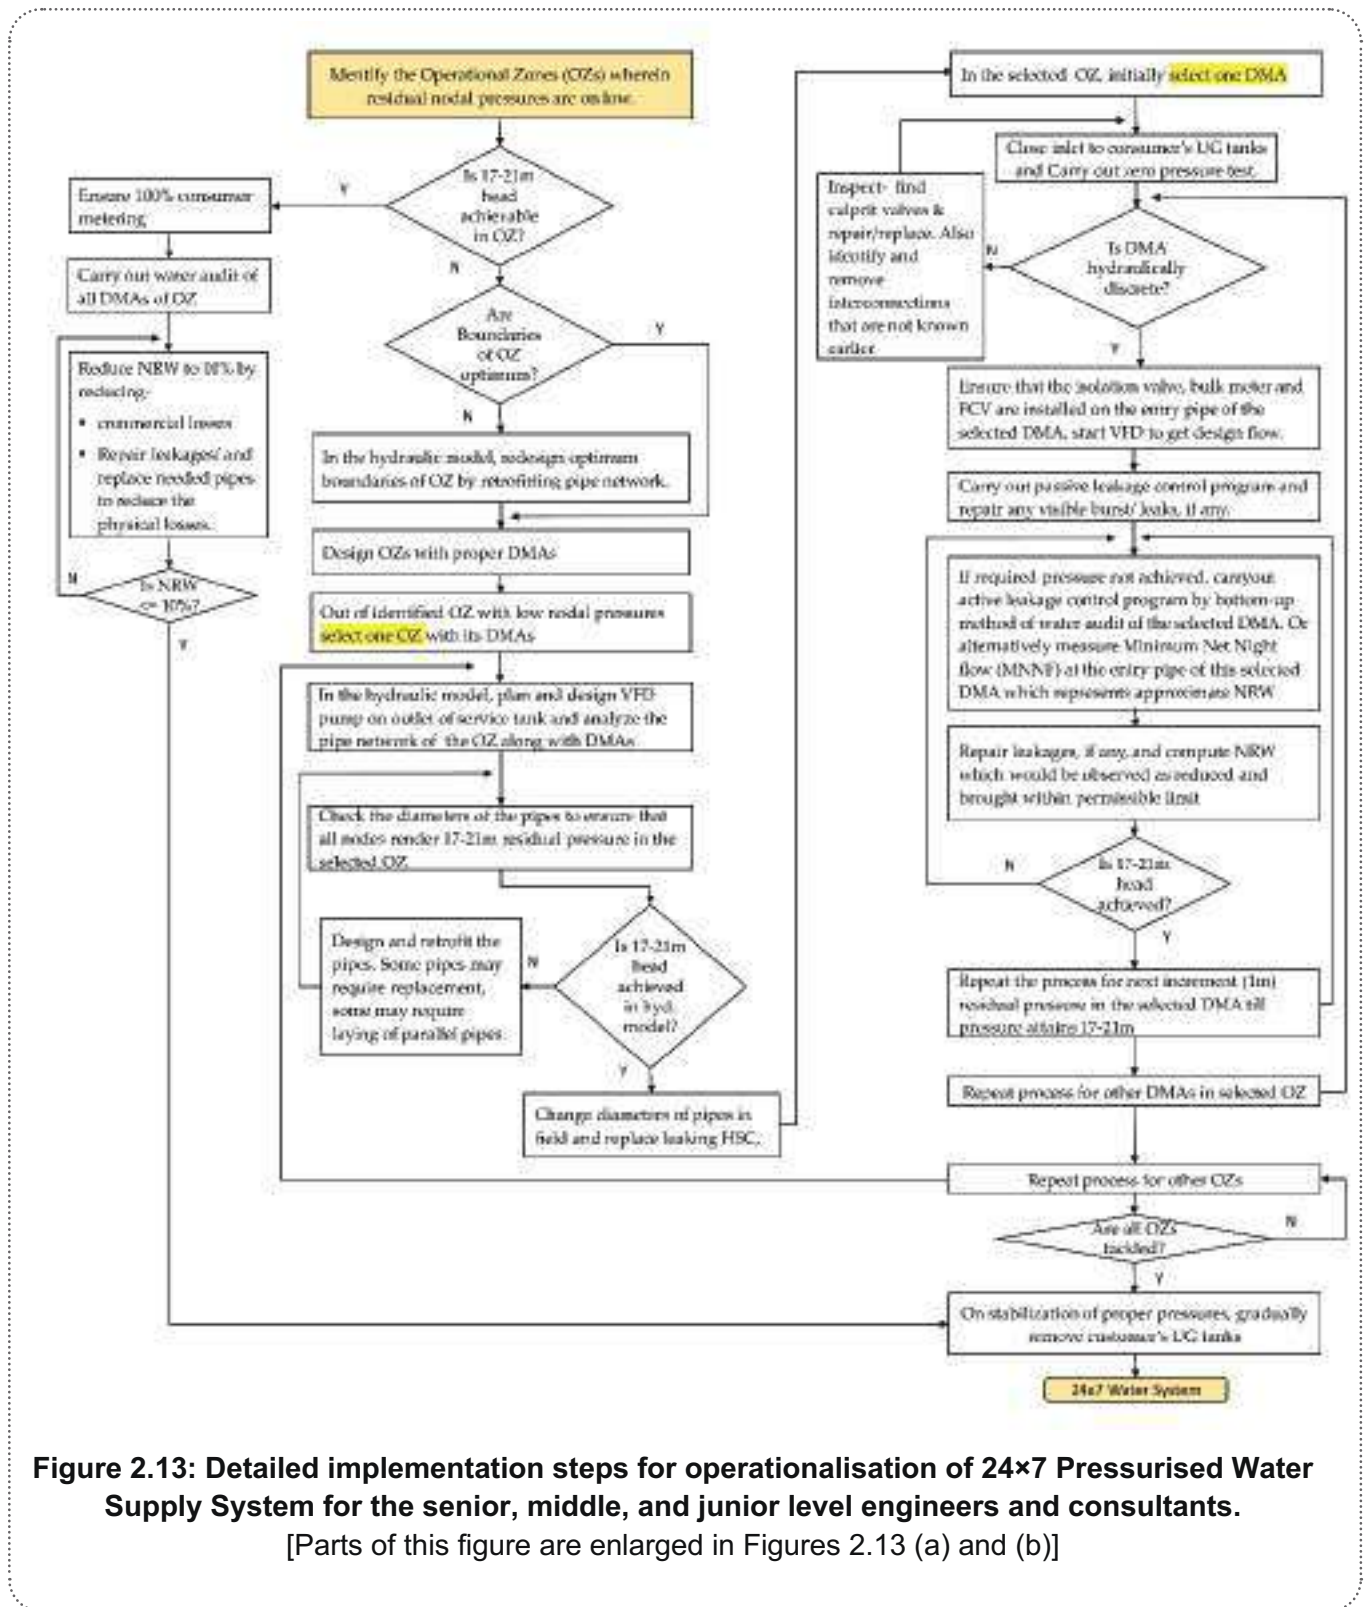 Identify the Operational Zones (OZs) wherein
residual nodal pressures are on low.
Is 17-21m
head
achievable
in OZ?
Y
N
Ensure 100% consumer
metering
Carry out water audit of
all DMAs of OZ
Reduce NRW to 10% by
reducing-
• commercial losses
• Repair leakages/ and
replace needed pipes
to reduce the
physical losses.
Is NRW
<= 10%?
N
Y
Are
Boundaries
of OZ
optimum?
Y
N
In the hydraulic model, redesign optimum
boundaries of OZ by retrofitting pipe network.
Design OZs with proper DMAs
Out of identified OZ with low nodal pressures
select one OZ with its DMAs
In the hydraulic model, plan and design VFD
pump on outlet of service tank and analyze the
pipe network of the OZ along with DMAs
Check the diameters of the pipes to ensure that
all nodes render 17-21m residual pressure in the
selected OZ
Is 17-21m
head
achieved
in hyd.
model?
N
Y
Design and retrofit the
pipes. Some pipes may
require replacement,
some may require
laying of parallel pipes.
Change diameters of pipes in
field and replace leaking HSC,
In the selected OZ, initially select one DMA
Close inlet to consumer's UG tanks
and Carry out zero pressure test.
Is DMA
hydraulically
discrete?
N
Y
Inspect- find
culprit valves &
repair/replace. Also
identify and
remove
interconnections
that are not known
earlier
Ensure that the isolation valve, bulk meter and
FCV are installed on the entry pipe of the
selected DMA, start VFD to get design flow.
Carry out passive leakage control program and
repair any visible burst/ leaks, if any.
If required pressure not achieved, carryout
active leakage control program by bottom-up
method of water audit of the selected DMA. Or
alternatively measure Minimum Net Night
flow (MNNF) at the entry pipe of this selected
DMA which represents approximate NRW
Repair leakages, if any, and compute NRW
which would be observed as reduced and
brought within permissible limit
Is 17-21m
head
achieved?
N
Y
Repeat the process for next increment (1m)
residual pressure in the selected DMA till
pressure attains 17-21m
Repeat process for other DMAs in selected OZ
Repeat process for other OZs
Are all OZs
tackled?
N
Y
On stabilization of proper pressures, gradually
remove customer's UG tanks
24x7 Water System
Figure 2.13: Detailed implementation steps for operationalisation of 24×7 Pressurised Water
Supply System for the senior, middle, and junior level engineers and consultants.
[Parts of this figure are enlarged in Figures 2.13 (a) and (b)]